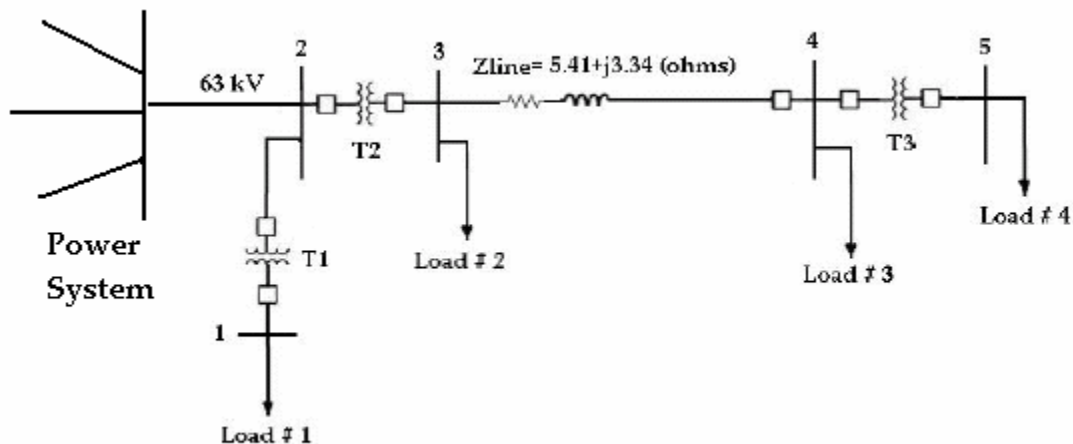 2
3
Zline= 5.41+j3.34 (ohms)
4
5
63 kV
T2
T3
Power
System
T1
Load # 2
Load # 3
Load # 4
1
Load # 1